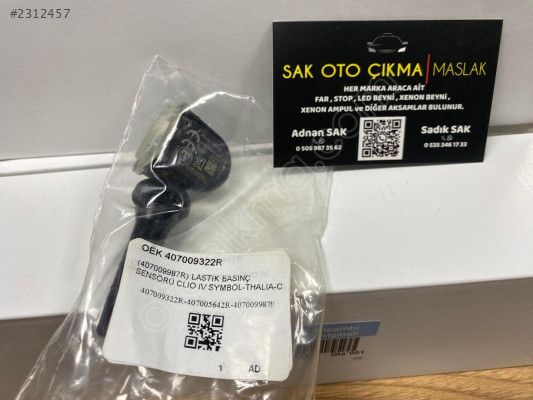 #2312457
SAK OTO ÇIKMA|MASLAK
HER MARKA ARACA AİT
FAR , STOP , LED BEYNİ , XENON BEYNİ ,
XENON AMPUL ve DİĞER AKSAMLAR BULUNUR.
Adnan SAK
0 505 987 35 62
Sadık SAK
0 535 346 17 33
OEK 407009322R
(407009987R) LASTİK BASINÇ
SENSÖRÜ CLIO IV SYMBOL-THALIA-C
407009322R-407005642R-407009987R
1 AD